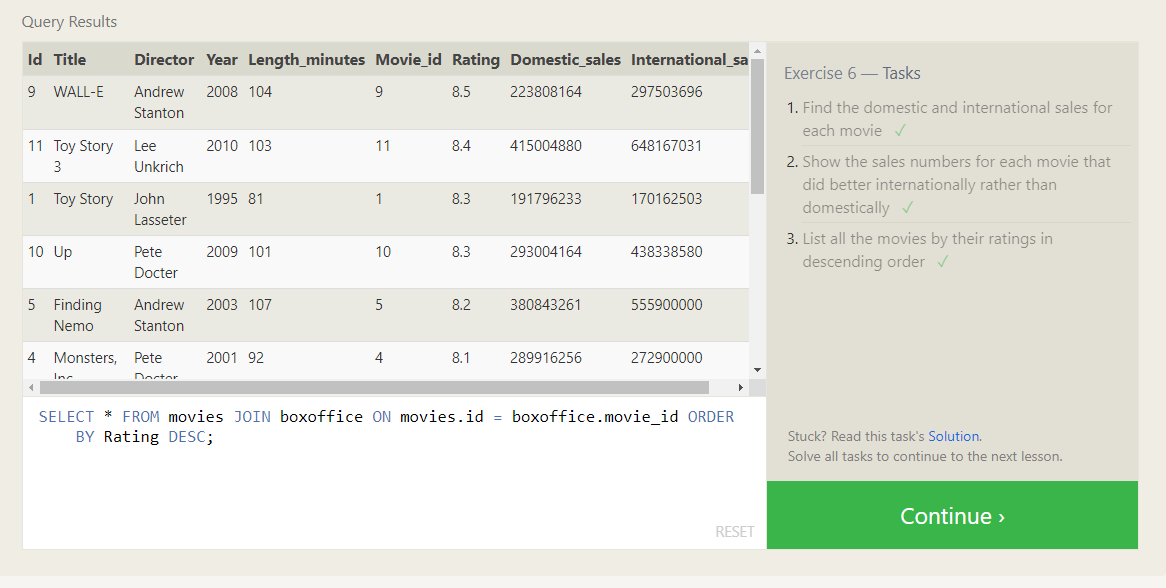 Query Results
Id Title Director Year Length_minutes Movie_id Rating Domestic_sales International_sa
9 WALL-E Andrew Stanton 2008 104 9 8.5 223808164 297503696
11 Toy Story 3 Lee Unkrich 2010 103 11 8.4 415004880 648167031
1 Toy Story John Lasseter 1995 81 1 8.3 191796233 170162503
10 Up Pete Docter 2009 101 10 8.3 293004164 438338580
5 Finding Nemo Andrew Stanton 2003 107 5 8.2 380843261 555900000
4 Monsters, Inc. Pete Docter 2001 92 4 8.1 289916256 272900000
SELECT * FROM movies JOIN boxoffice ON movies.id = boxoffice.movie_id ORDER
BY Rating DESC;
RESET
Exercise 6 — Tasks
1. Find the domestic and international sales for
each movie ✓
2. Show the sales numbers for each movie that
did better internationally rather than
domestically ✓
3. List all the movies by their ratings in
descending order ✓
Stuck? Read this task's Solution.
Solve all tasks to continue to the next lesson.
Continue ›